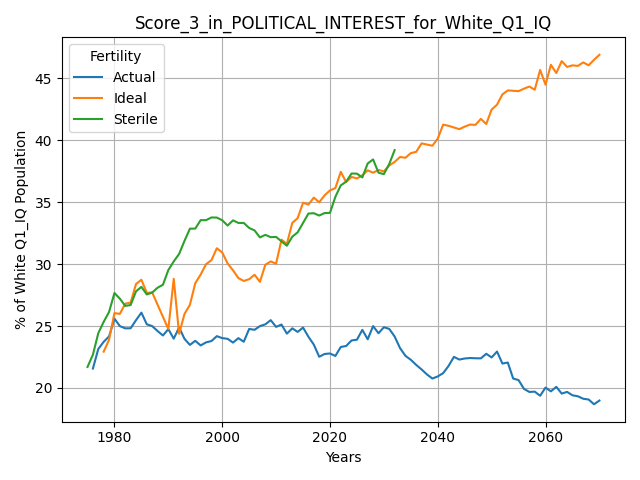 Score_3_in_POLITICAL_INTEREST_for_White_Q1_IQ
Fertility
Actual
Ideal
Sterile
% of White Q1_IQ Population
45
40
35
30
25
20
1980
2000
2020
2040
2060
Years